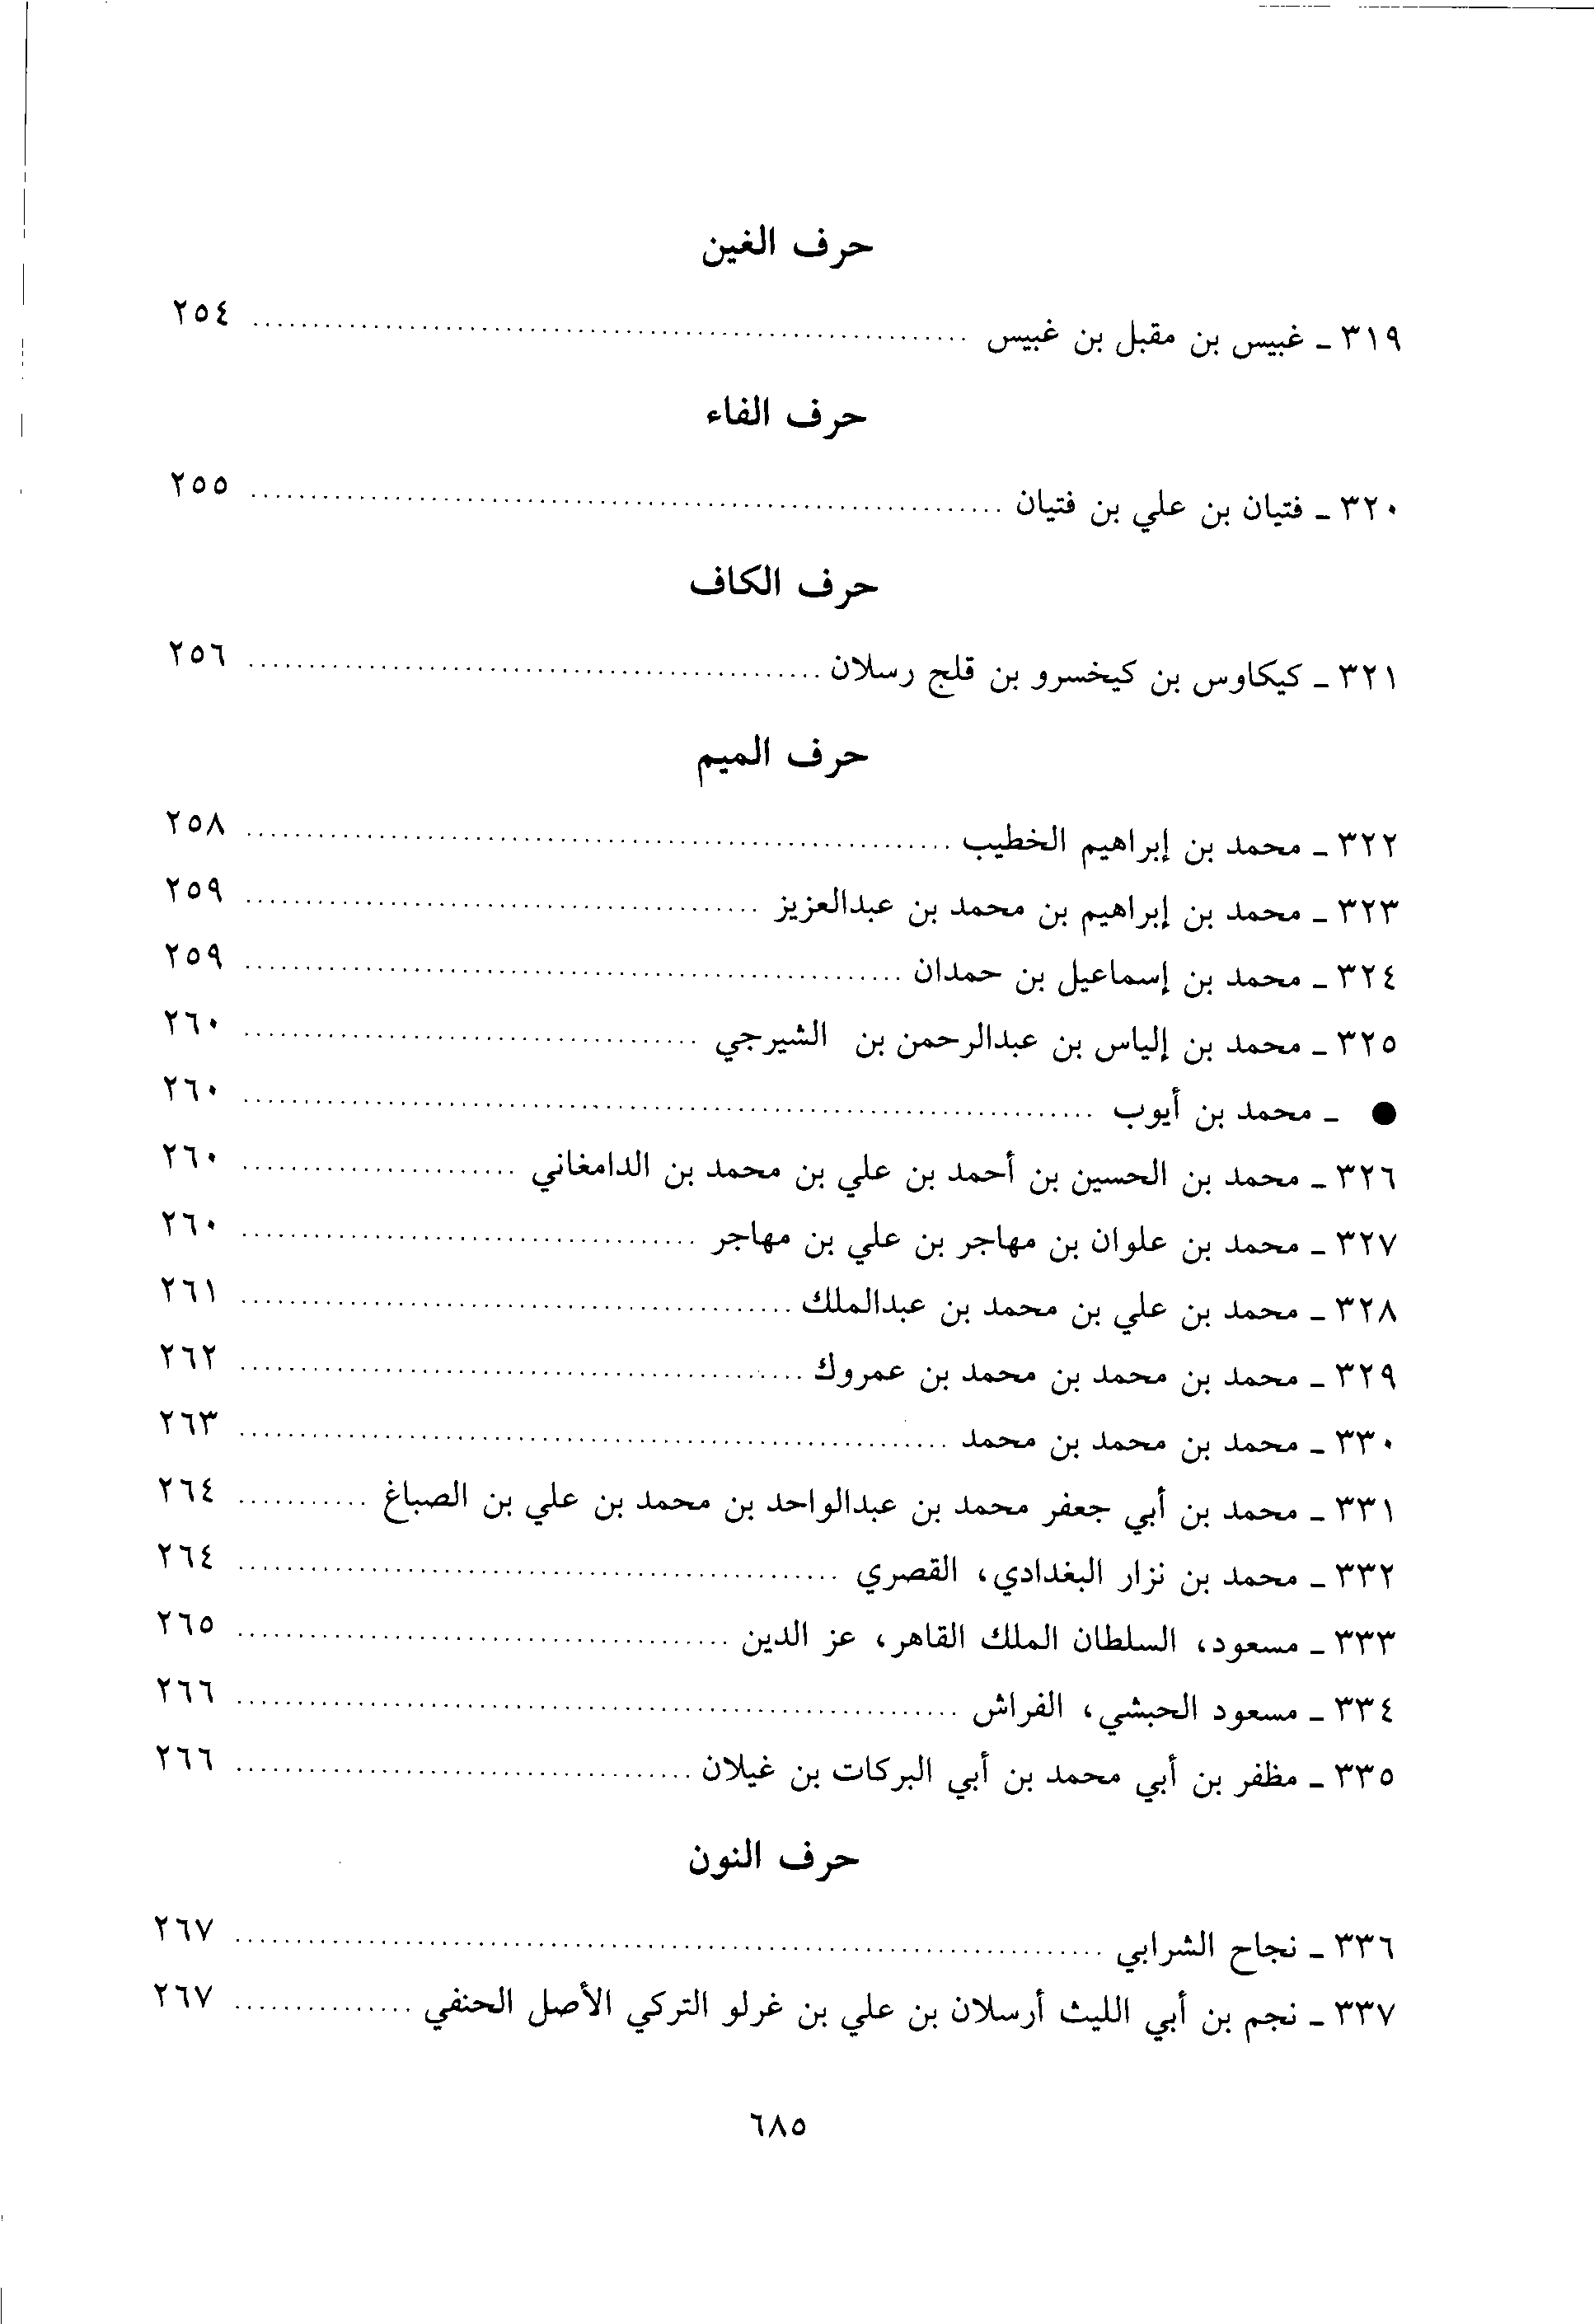 حرف الغين
٣١٩ ـ غبيس بن مقبل بن غبيس ........ ٢٥٤
حرف الفاء
٣٢٠ ـ فتيان بن علي بن فتيان ........ ٢٥٥
حرف الكاف
٣٢١ ـ كيكاوس بن كيخسرو بن قلج رسلان ........ ٢٥٦
حرف الميم
٣٢٢ ـ محمد بن إبراهيم الخطيب ........ ٢٥٨
٣٢٣ ـ محمد بن إبراهيم بن محمد بن عبدالعزيز ........ ٢٥٩
٣٢٤ ـ محمد بن إسماعيل بن حمدان ........ ٢٥٩
٣٢٥ ـ محمد بن إلياس بن عبدالرحمن بن الشيرجي ........ ٢٦٠
● ـ محمد بن أيوب ........ ٢٦٠
٣٢٦ ـ محمد بن الحسين بن أحمد بن علي بن محمد بن الدامغاني ........ ٢٦٠
٣٢٧ ـ محمد بن علوان بن مهاجر بن علي بن مهاجر ........ ٢٦٠
٣٢٨ ـ محمد بن علي بن محمد بن عبدالملك ........ ٢٦١
٣٢٩ ـ محمد بن محمد بن محمد بن عمروك ........ ٢٦٢
٣٣٠ ـ محمد بن محمد بن محمد ........ ٢٦٣
٣٣١ ـ محمد بن أبي جعفر محمد بن عبدالواحد بن محمد بن علي بن الصباغ ........ ٢٦٤
٣٣٢ ـ محمد بن نزار البغدادي، القصري ........ ٢٦٤
٣٣٣ ـ مسعود، السلطان الملك القاهر، عز الدين ........ ٢٦٥
٣٣٤ ـ مسعود الحبشي، الفراش ........ ٢٦٦
٣٣٥ ـ مظفر بن أبي محمد بن أبي البركات بن غيلان ........ ٢٦٦
حرف النون
٣٣٦ ـ نجاح الشرابي ........ ٢٦٧
٣٣٧ ـ نجم بن أبي الليث أرسلان بن علي بن غرلو التركي الأصل الحنفي ........ ٢٦٧
٦٨٥